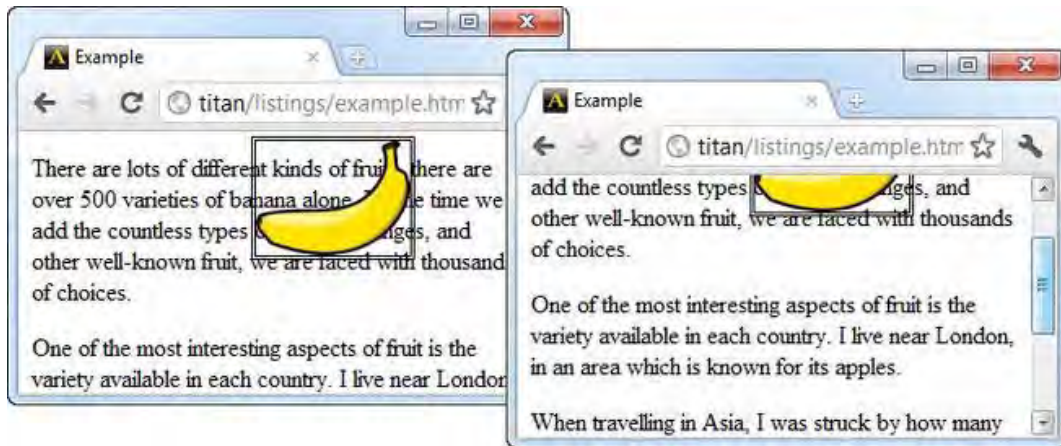 Example
titan/listings/example.htm
There are lots of different kinds of frui there are
over 500 varieties of banana alone. time we
add the countless types nges, and
other well-known fruit, we are faced with thousand
of choices.
One of the most interesting aspects of fruit is the
variety available in each country. I live near London
Example
titan/listings/example.htm
add the countless types nges, and
other well-known fruit, we are faced with thousands
of choices.
One of the most interesting aspects of fruit is the
variety available in each country. I live near London,
in an area which is known for its apples.
When travelling in Asia, I was struck by how many